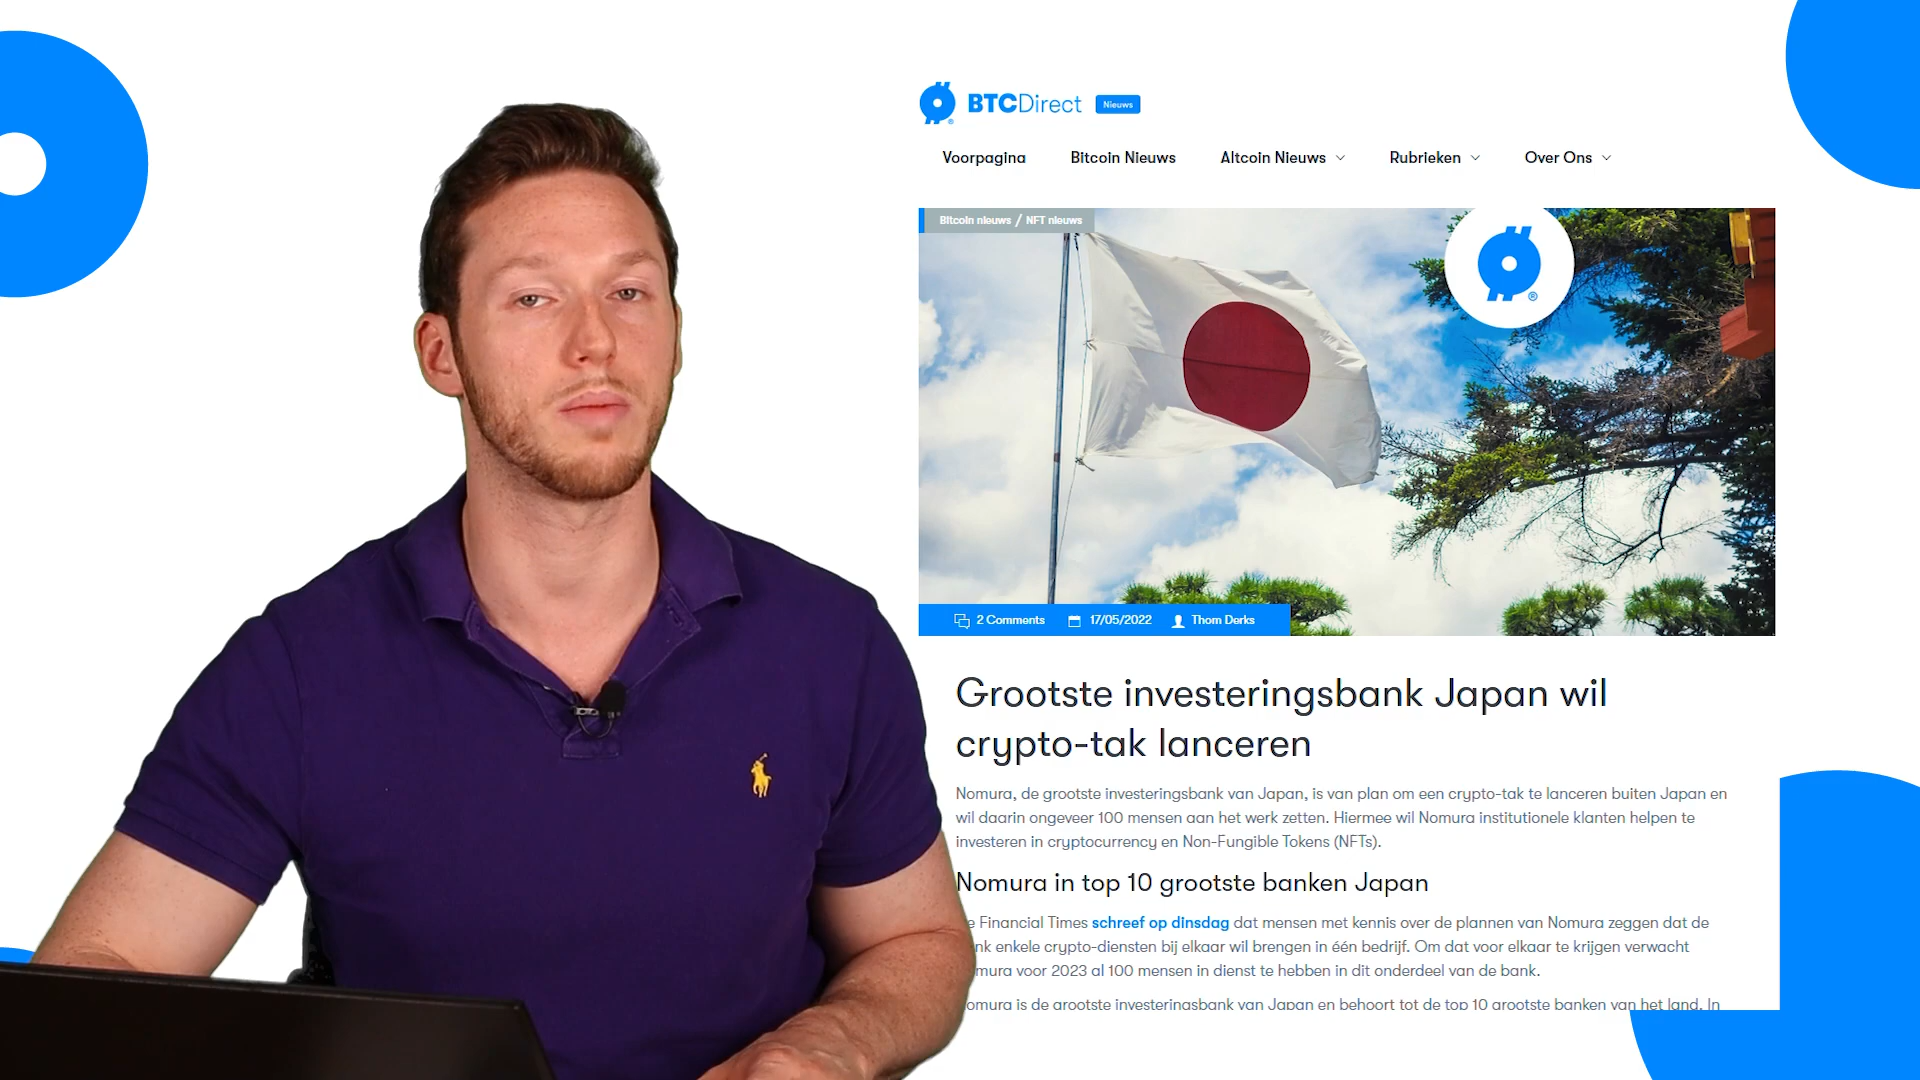 BTCDirect Nieuws
Voorpagina Bitcoin Nieuws Altcoin Nieuws Rubrieken Over Ons
Bitcoin nieuws / NFT nieuws
®
2 Comments 17/05/2022 Thom Derks
Grootste investeringsbank Japan wil
crypto-tak lanceren
Nomura, de grootste investeringsbank van Japan, is van plan om een crypto-tak te lanceren buiten Japan en
wil daarin ongeveer 100 mensen aan het werk zetten. Hiermee wil Nomura institutionele klanten helpen te
investeren in cryptocurrency en Non-Fungible Tokens (NFTs).
Nomura in top 10 grootste banken Japan
e Financial Times schreef op dinsdag dat mensen met kennis over de plannen van Nomura zeggen dat de
nk enkele crypto-diensten bij elkaar wil brengen in één bedrijf. Om dat voor elkaar te krijgen verwacht
mura voor 2023 al 100 mensen in dienst te hebben in dit onderdeel van de bank.
omura is de grootste investeringsbank van Japan en behoort tot de top 10 grootste banken van het land. In